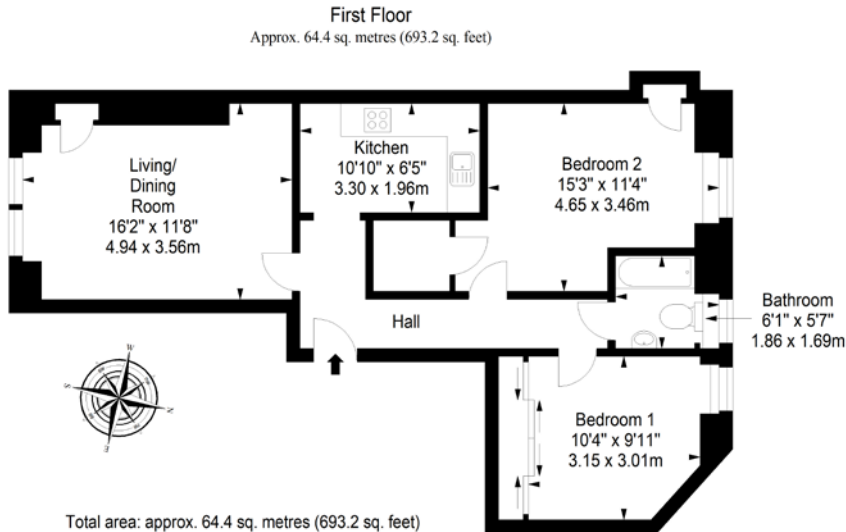 First Floor
Approx. 64.4 sq. metres (693.2 sq. feet)
Living/
Dining
Room
16'2" x 11'8"
4.94 x 3.56m
Kitchen
10'10" x 6'5"
3.30 x 1.96m
Bedroom 2
15'3" x 11'4"
4.65 x 3.46m
Hall
Bathroom
6'1" x 5'7"
1.86 x 1.69m
Bedroom 1
10'4" x 9'11"
3.15 x 3.01m
W
S
N
E
Total area: approx. 64.4 sq. metres (693.2 sq. feet)